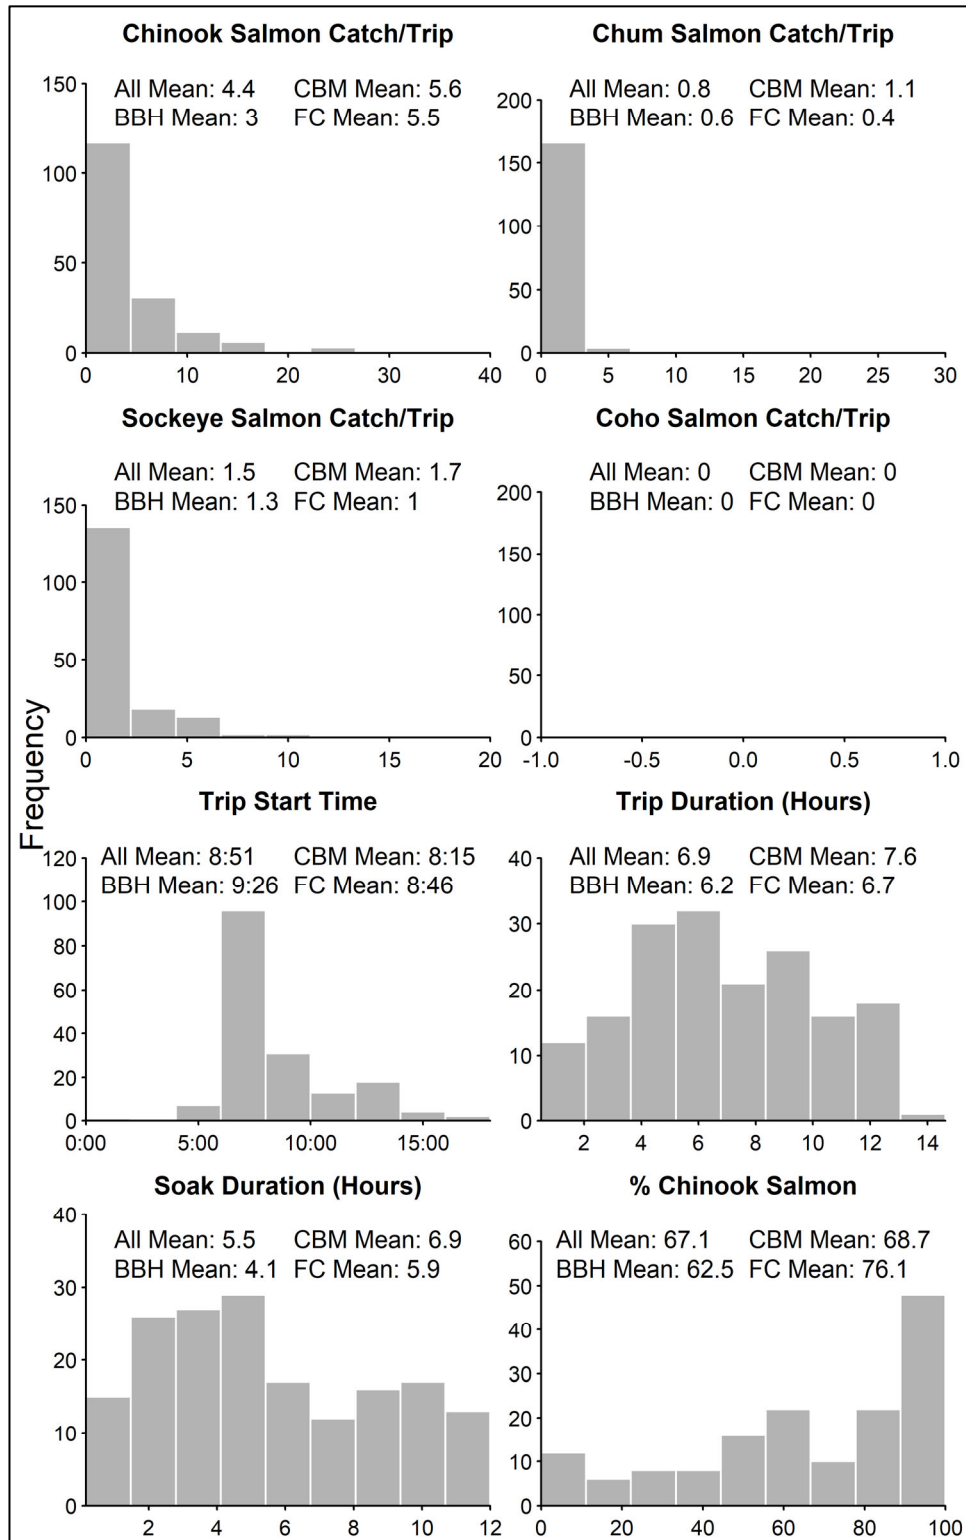 Chinook Salmon Catch/Trip
All Mean: 4.4 CBM Mean: 5.6
BBH Mean: 3 FC Mean: 5.5
150
100
50
0
0 10 20 30 40
Chum Salmon Catch/Trip
All Mean: 0.8 CBM Mean: 1.1
BBH Mean: 0.6 FC Mean: 0.4
200
150
100
50
0
0 5 10 15 20 25 30
Sockeye Salmon Catch/Trip
All Mean: 1.5 CBM Mean: 1.7
BBH Mean: 1.3 FC Mean: 1
150
100
50
0
0 5 10 15 20
Coho Salmon Catch/Trip
All Mean: 0 CBM Mean: 0
BBH Mean: 0 FC Mean: 0
200
150
100
50
0
-1.0 -0.5 0.0 0.5 1.0
Frequency
Trip Start Time
All Mean: 8:51 CBM Mean: 8:15
BBH Mean: 9:26 FC Mean: 8:46
120
100
80
60
40
20
0
0:00 5:00 10:00 15:00
Trip Duration (Hours)
All Mean: 6.9 CBM Mean: 7.6
BBH Mean: 6.2 FC Mean: 6.7
40
30
20
10
0
2 4 6 8 10 12 14
Soak Duration (Hours)
All Mean: 5.5 CBM Mean: 6.9
BBH Mean: 4.1 FC Mean: 5.9
40
30
20
10
0
2 4 6 8 10 12
% Chinook Salmon
All Mean: 67.1 CBM Mean: 68.7
BBH Mean: 62.5 FC Mean: 76.1
60
50
40
30
20
10
0
0 20 40 60 80 100